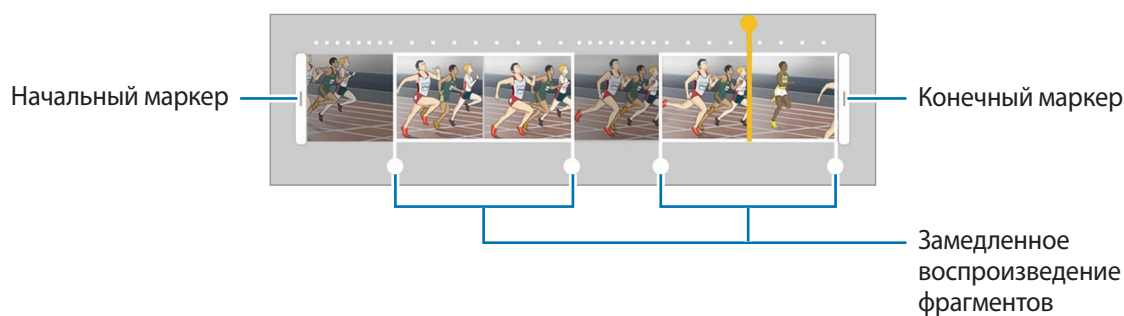 Начальный маркер
Конечный маркер
Замедленное
воспроизведение
фрагментов